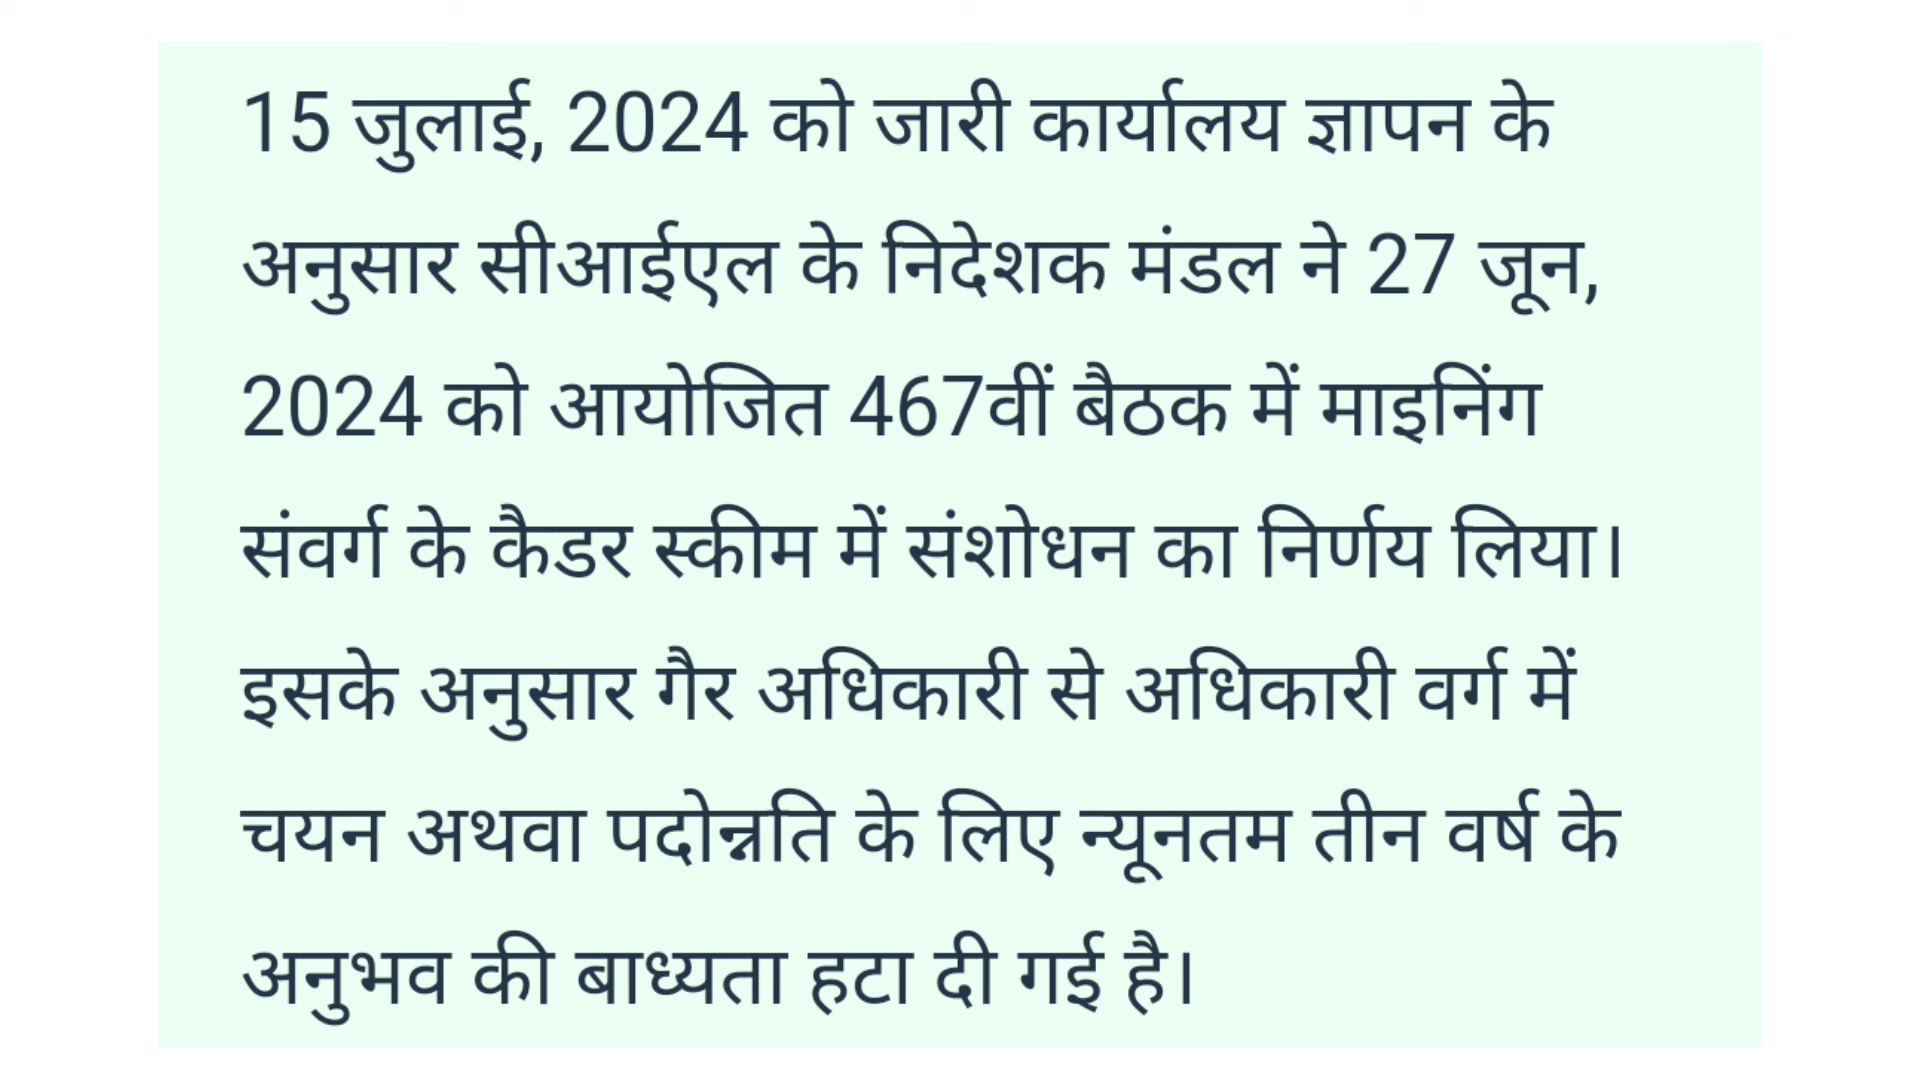 15 जुलाई, 2024 को जारी कार्यालय ज्ञापन के
अनुसार सीआईएल के निदेशक मंडल ने 27 जून,
2024 को आयोजित 467वीं बैठक में माइनिंग
संवर्ग के कैडर स्कीम में संशोधन का निर्णय लिया।
इसके अनुसार गैर अधिकारी से अधिकारी वर्ग में
चयन अथवा पदोन्नति के लिए न्यूनतम तीन वर्ष के
अनुभव की बाध्यता हटा दी गई है।